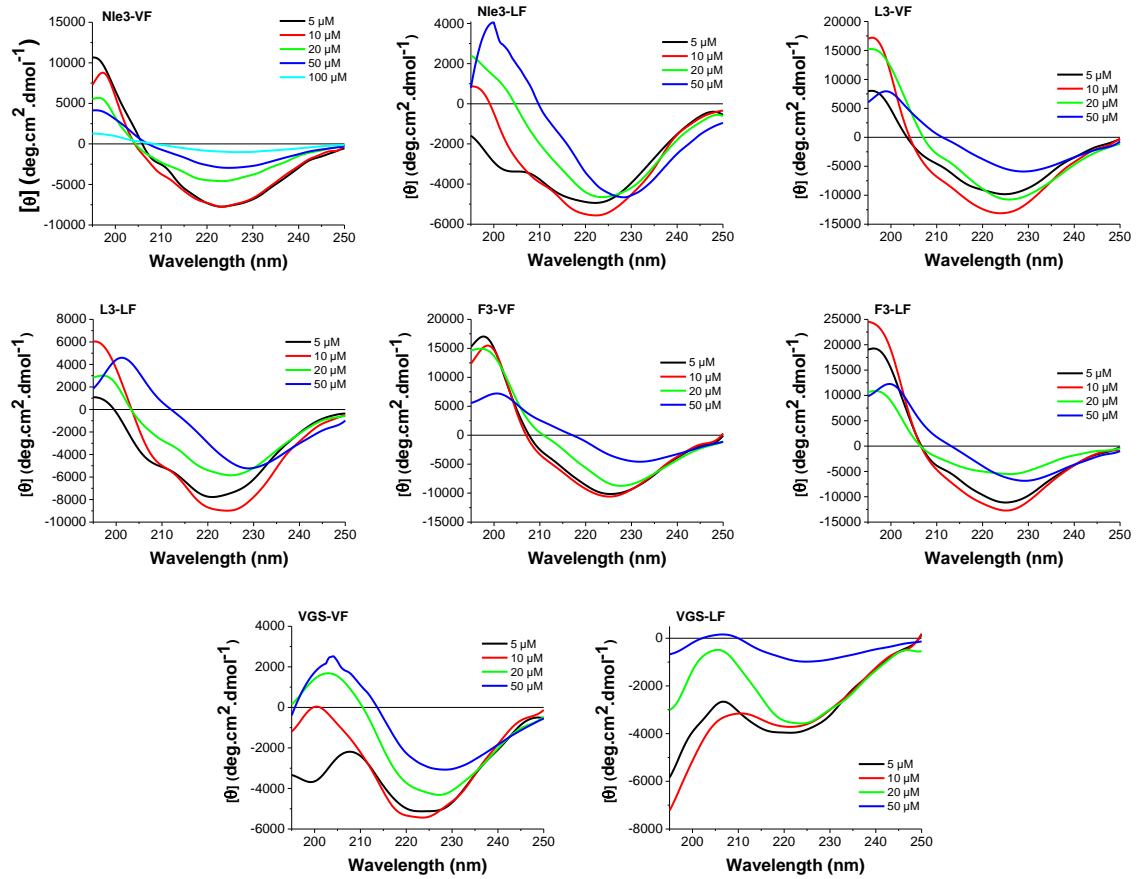 Nle3-VF
15000
10000
5000
0
-5000
-10000
200 210 220 230 240 250
[θ] (deg.cm².dmol⁻¹)
Wavelength (nm)
5 µM
10 µM
20 µM
50 µM
100 µM
Nle3-LF
4000
2000
0
-2000
-4000
-6000
200 210 220 230 240 250
[θ] (deg.cm².dmol⁻¹)
Wavelength (nm)
5 µM
10 µM
20 µM
50 µM
L3-VF
20000
15000
10000
5000
0
-5000
-10000
-15000
200 210 220 230 240 250
[θ] (deg.cm².dmol⁻¹)
Wavelength (nm)
5 µM
10 µM
20 µM
50 µM
L3-LF
8000
6000
4000
2000
0
-2000
-4000
-6000
-8000
-10000
200 210 220 230 240 250
[θ] (deg.cm².dmol⁻¹)
Wavelength (nm)
5 µM
10 µM
20 µM
50 µM
F3-VF
20000
15000
10000
5000
0
-5000
-10000
-15000
200 210 220 230 240 250
[θ] (deg.cm².dmol⁻¹)
Wavelength (nm)
5 µM
10 µM
20 µM
50 µM
F3-LF
25000
20000
15000
10000
5000
0
-5000
-10000
-15000
200 210 220 230 240 250
[θ] (deg.cm².dmol⁻¹)
Wavelength (nm)
5 µM
10 µM
20 µM
50 µM
VGS-VF
4000
2000
0
-2000
-4000
-6000
200 210 220 230 240 250
[θ] (deg.cm².dmol⁻¹)
Wavelength (nm)
5 µM
10 µM
20 µM
50 µM
VGS-LF
0
-2000
-4000
-6000
-8000
200 210 220 230 240 250
[θ] (deg.cm².dmol⁻¹)
Wavelength (nm)
5 µM
10 µM
20 µM
50 µM